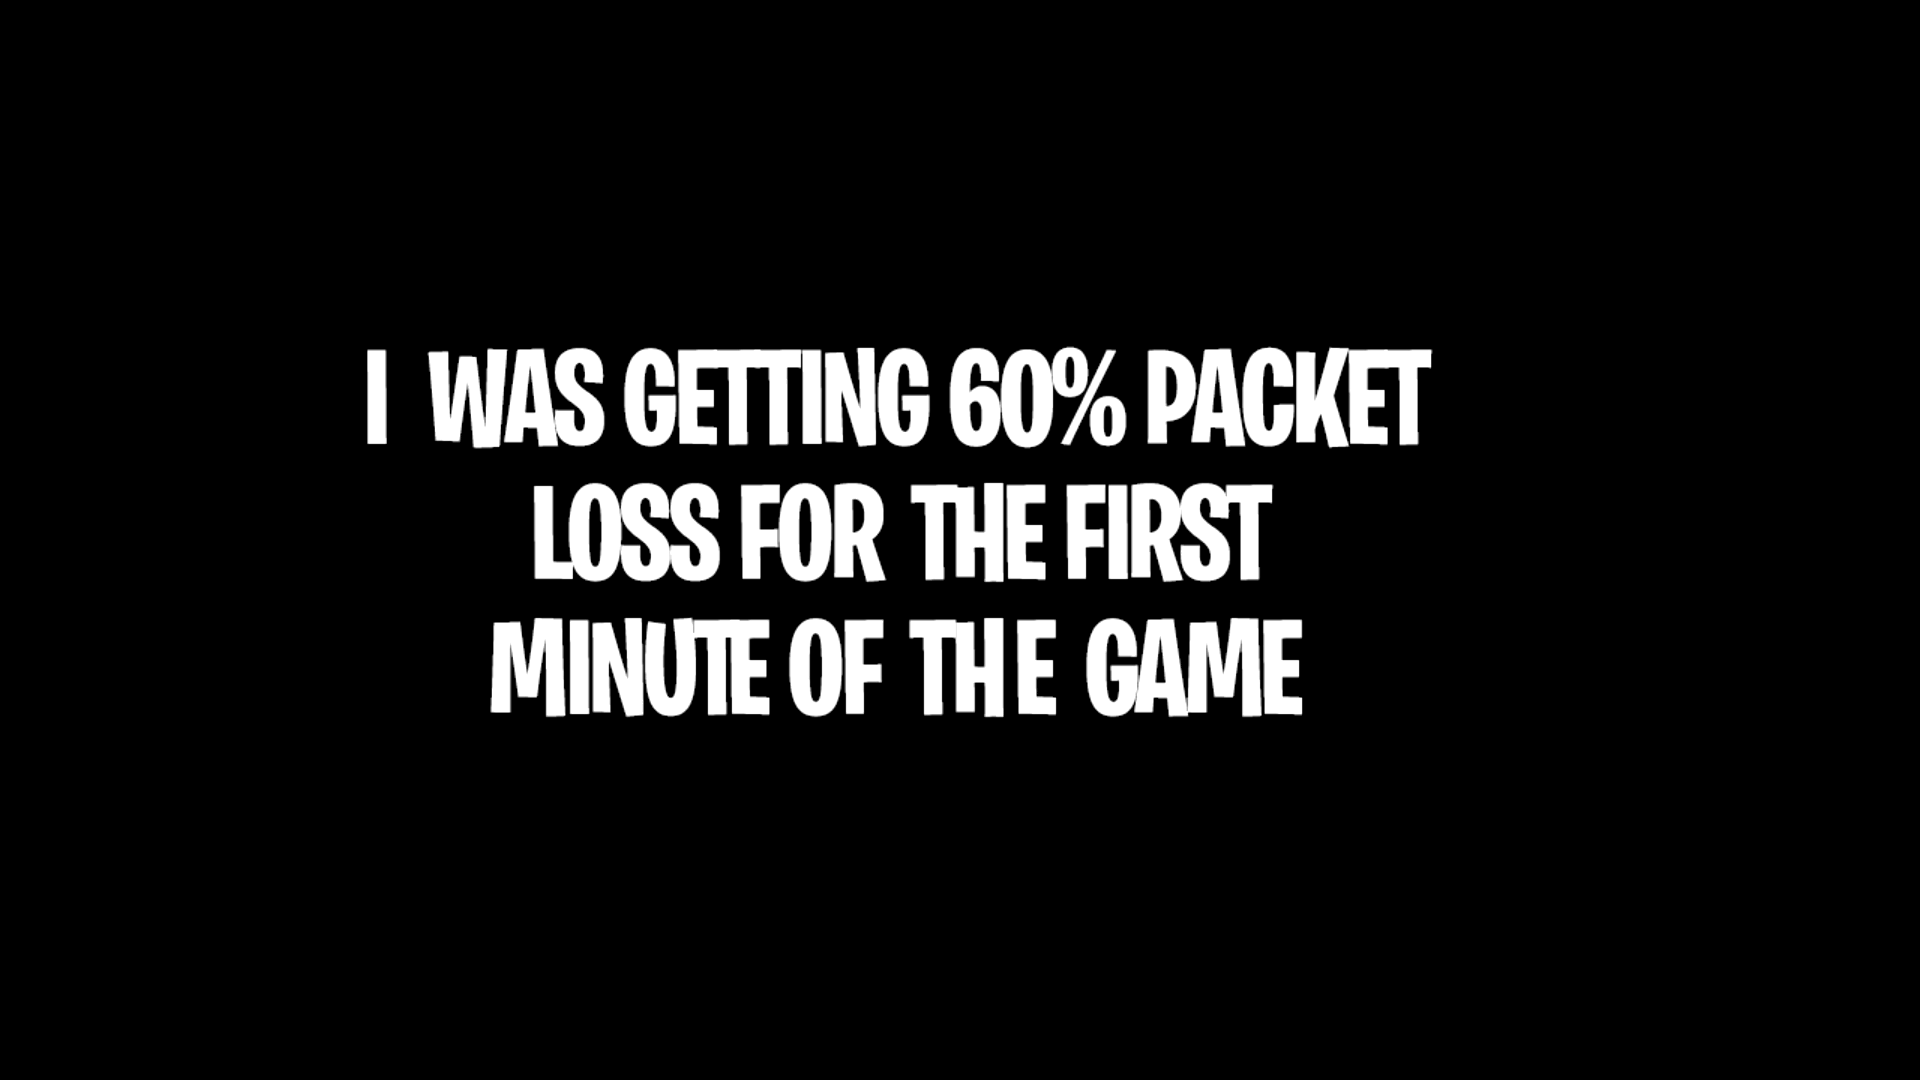 I WAS GETTING 60% PACKET
LOSS FOR THE FIRST
MINUTE OF THE GAME